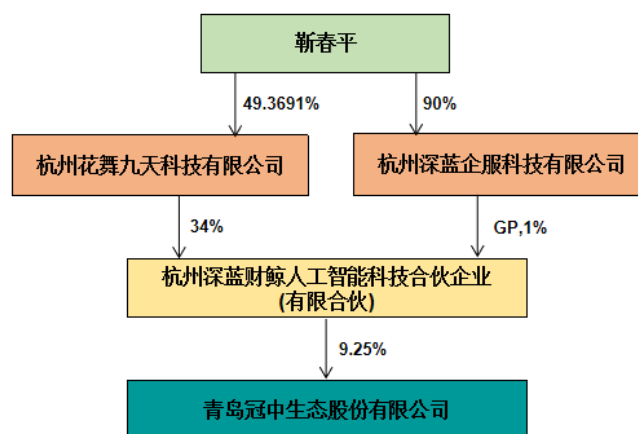 靳春平
49.3691%
90%
杭州花舞九天科技有限公司
杭州深蓝企服科技有限公司
34%
GP,1%
杭州深蓝财鲸人工智能科技合伙企业
(有限合伙)
9.25%
青岛冠中生态股份有限公司